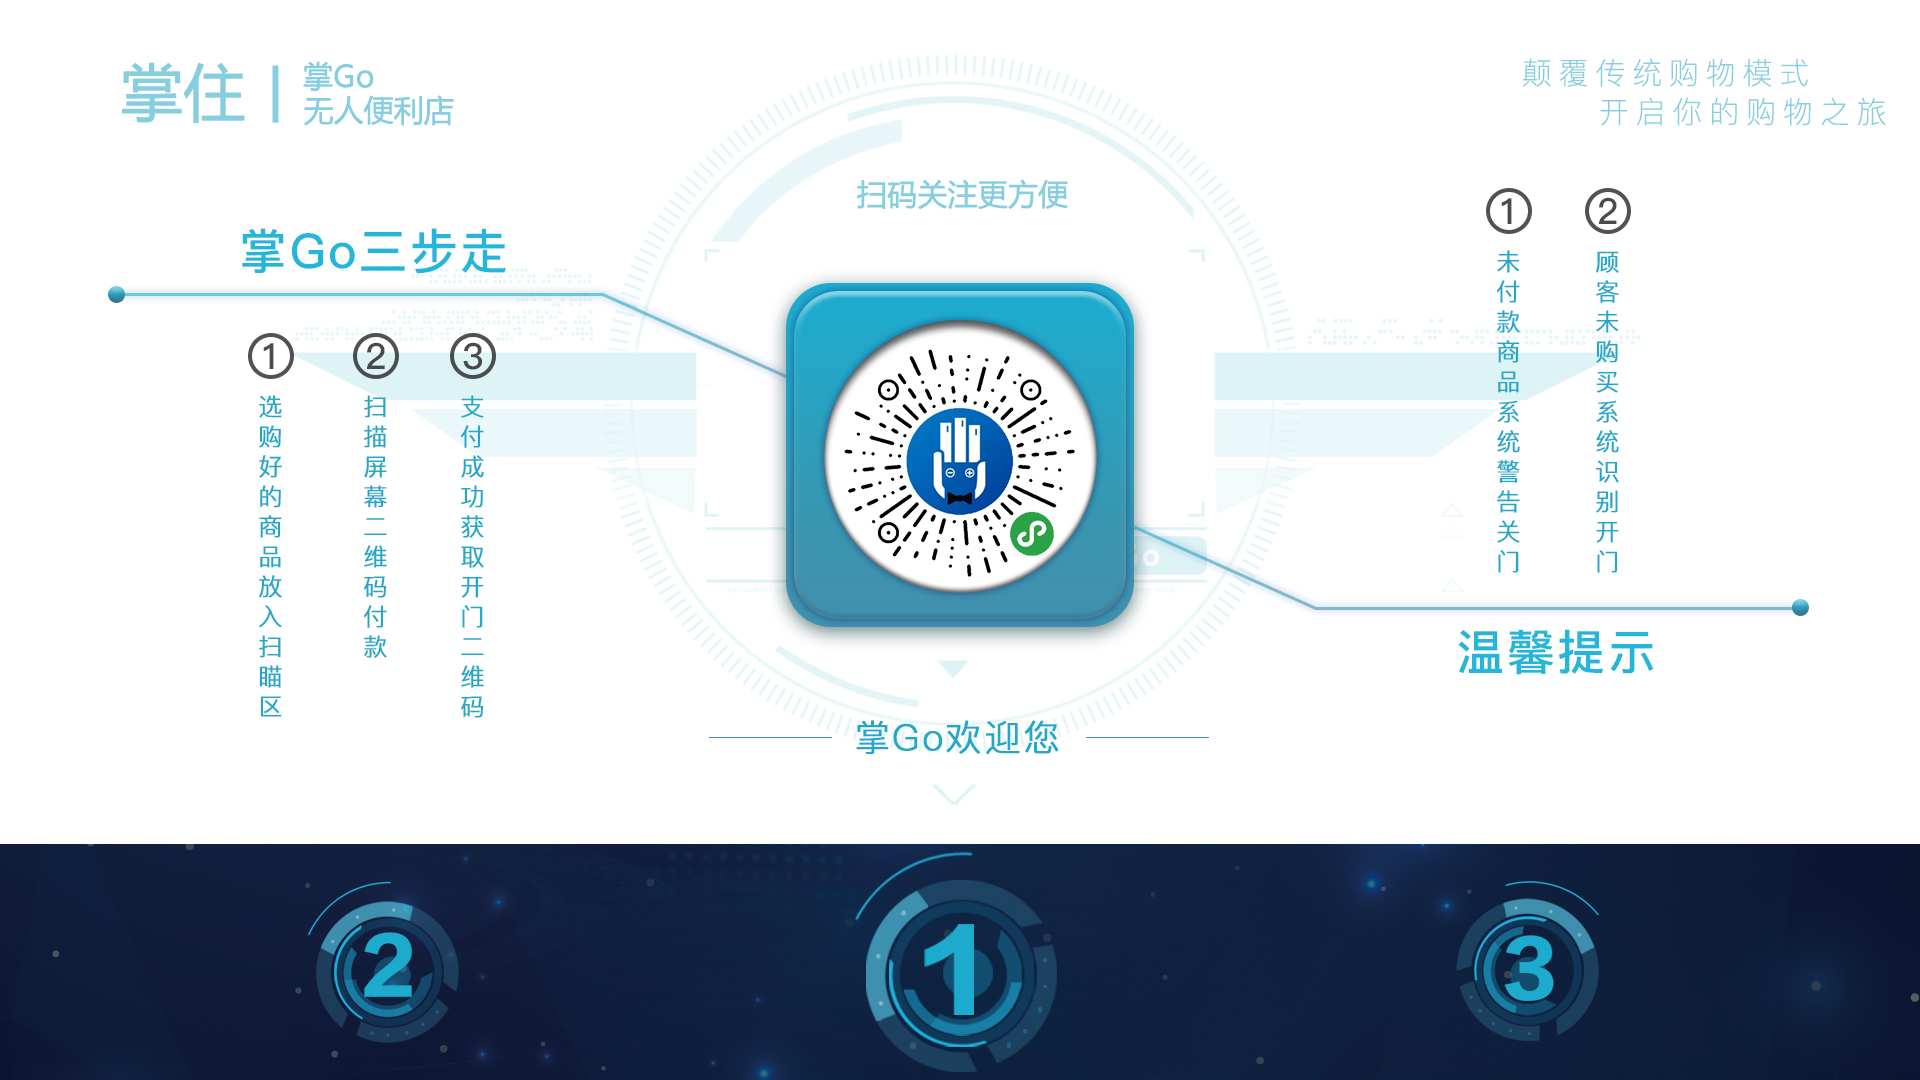 掌住
掌Go
无人便利店
颠覆传统购物模式
开启你的购物之旅
扫码关注更方便
掌Go三步走
1
选购好的商品放入扫瞄区
2
扫描屏幕二维码付款
3
支付成功获取开门二维码
1
未付款商品系统警告关门
2
顾客未购买系统识别开门
温馨提示
掌Go欢迎您
2
1
3